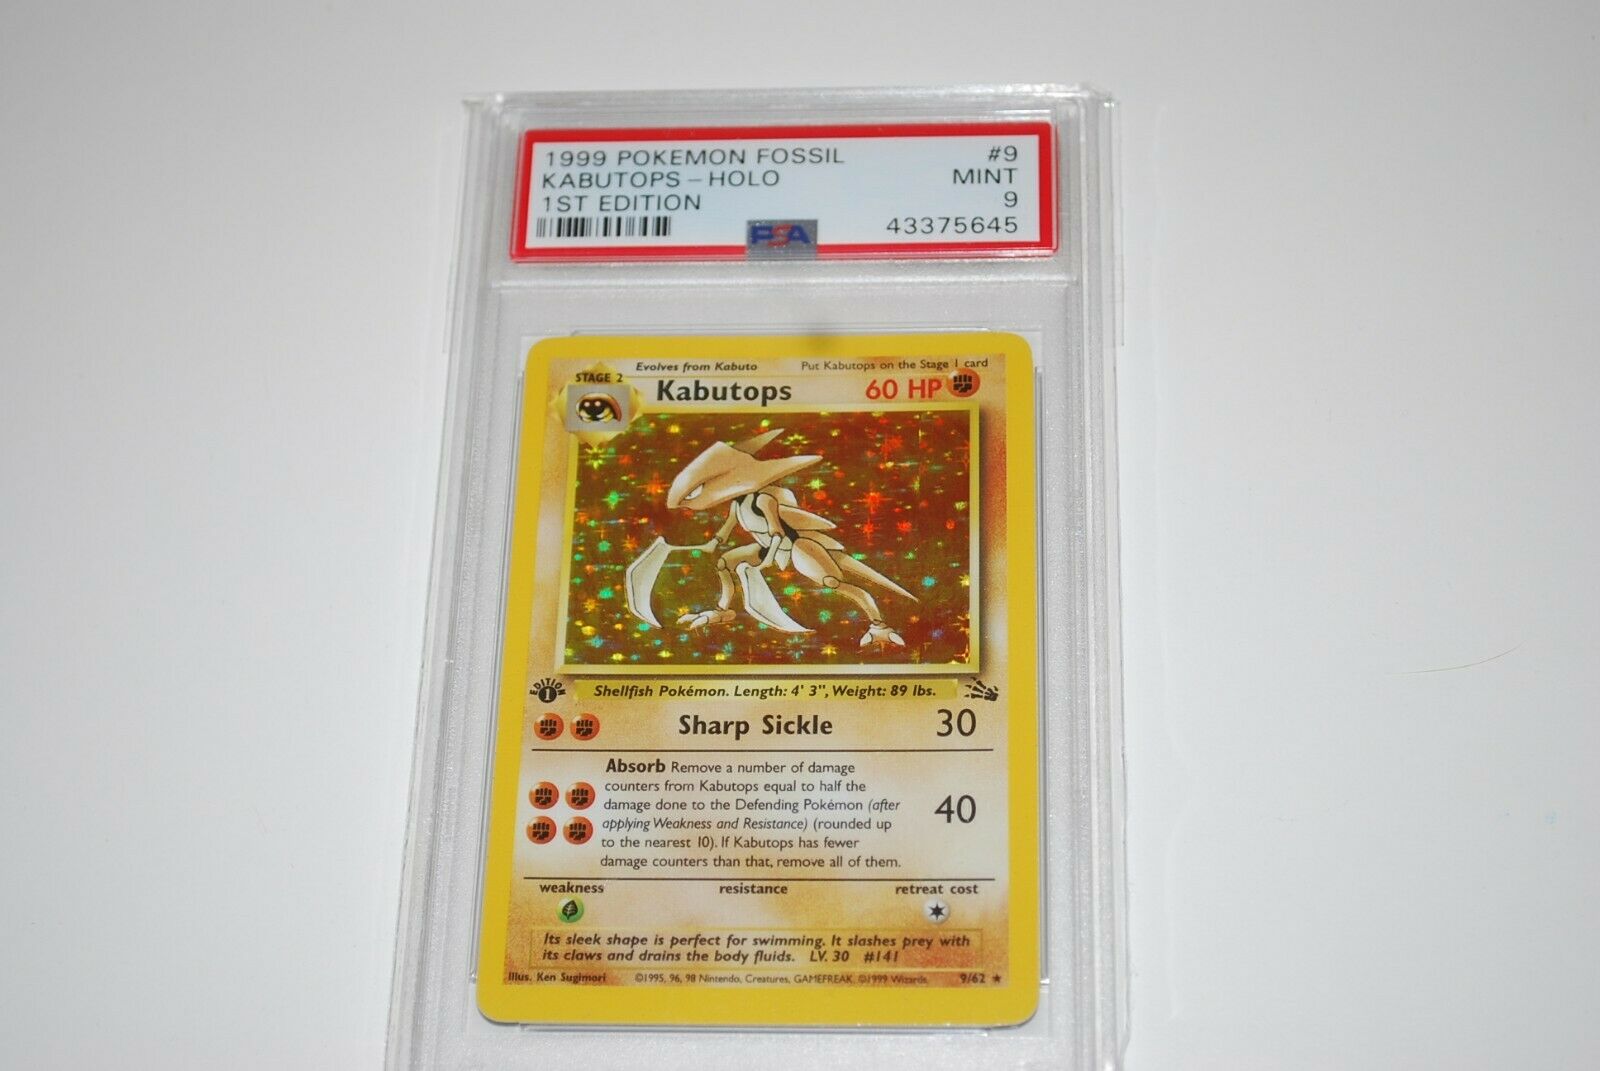 1999 POKEMON FOSSIL #9
KABUTOPS - HOLO MINT
1ST EDITION 9
PSA 43375645
Evolves from Kabuto Put Kabutops on the Stage 1 card
STAGE 2
Kabutops 60 HP
EDITION 1
Shellfish Pokémon. Length: 4' 3", Weight: 89 lbs.
Sharp Sickle 30
Absorb Remove a number of damage
counters from Kabutops equal to half the
damage done to the Defending Pokémon (after
applying Weakness and Resistance) (rounded up
to the nearest 10). If Kabutops has fewer
damage counters than that, remove all of them.
40
weakness resistance retreat cost
Its sleek shape is perfect for swimming. It slashes prey with
its claws and drains the body fluids. LV. 30 #141
Illus. Ken Sugimori ©1995, 96, 98 Nintendo, Creatures, GAMEFREAK. ©1999 Wizards. 9/62 ★